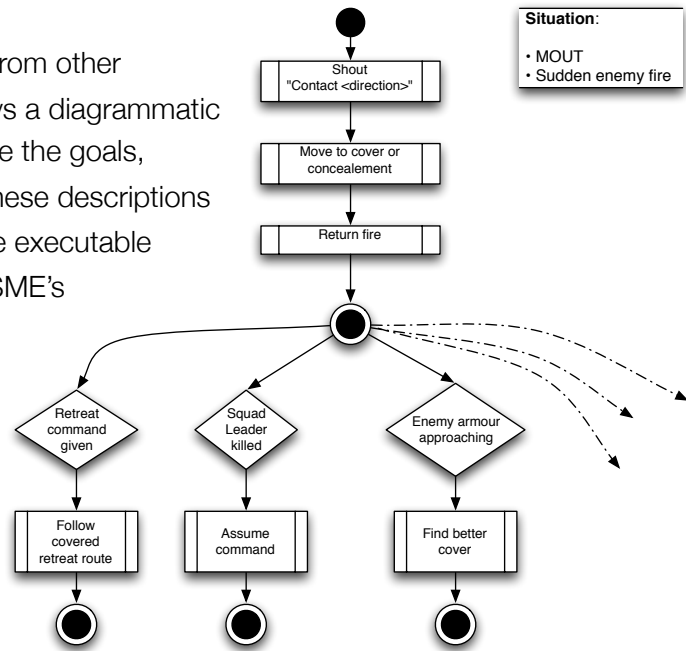 rom other
s a diagrammatic
e the goals,
hese descriptions
e executable
SME's
Situation:
• MOUT
• Sudden enemy fire
Shout
"Contact <direction>"
Move to cover or
concealement
Return fire
Retreat
command
given
Squad
Leader
killed
Enemy armour
approaching
Follow
covered
retreat route
Assume
command
Find better
cover